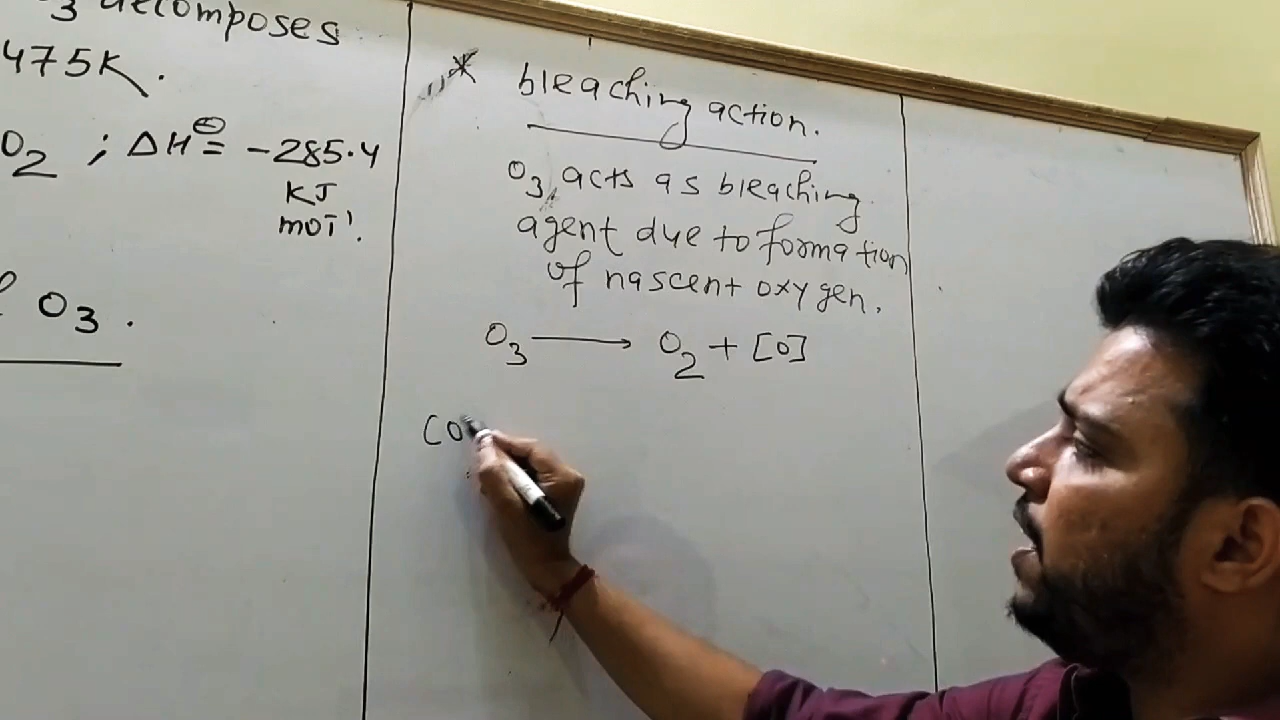 O3 decomposes
475K.
O2 ; ΔH⊖ = -285.4
KJ
mol⁻¹.
O3.
* bleaching action.
O3 acts as bleaching
agent due to formation
of nascent oxygen.
O3 → O2 + [O]
CO